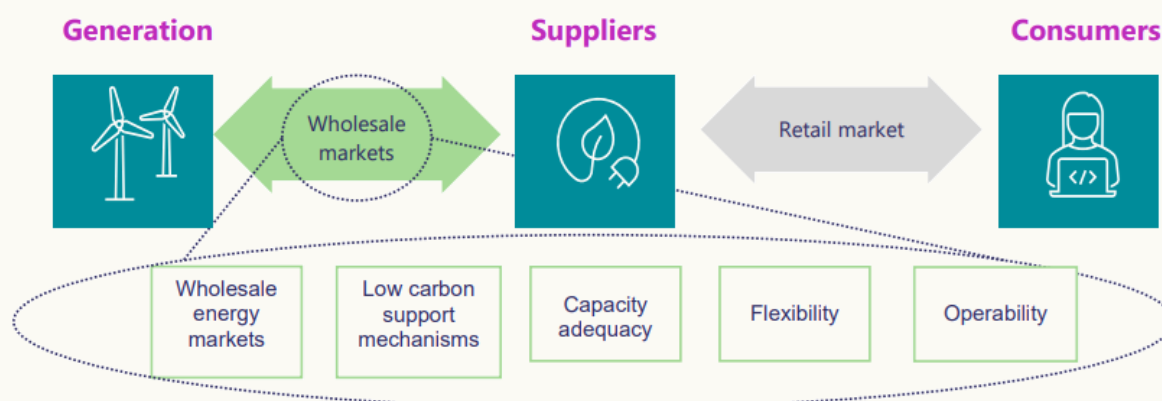 Generation
Suppliers
Consumers
Wholesale
markets
Retail market
</>
Wholesale
energy
markets
Low carbon
support
mechanisms
Capacity
adequacy
Flexibility
Operability